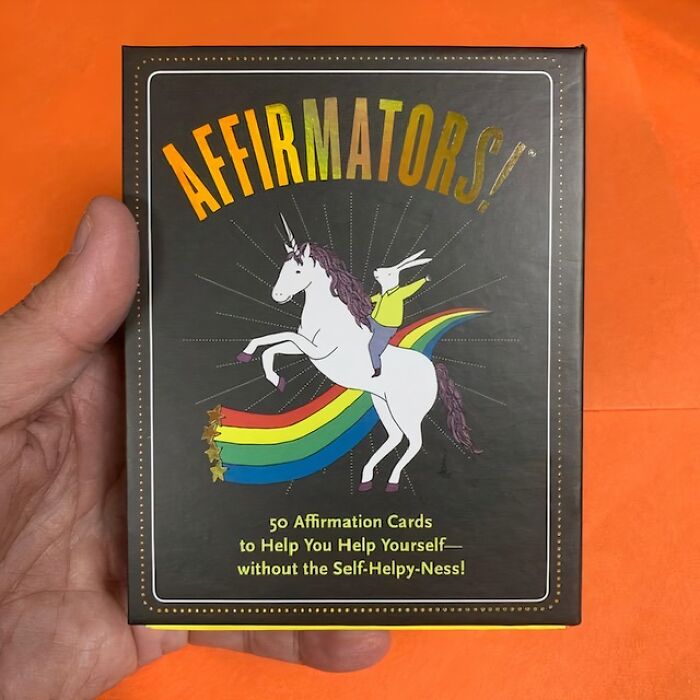 AFFIRMATORS!
50 Affirmation Cards
to Help You Help Yourself—
without the Self-Helpy-Ness!